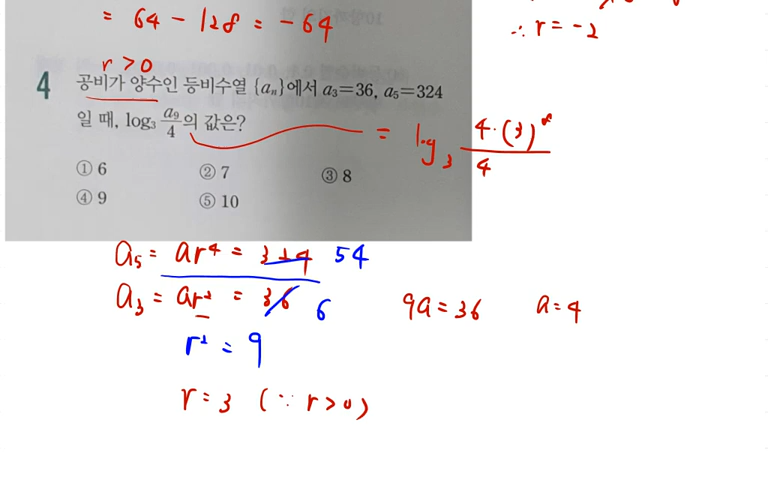 = 64 - 128 = -64
∴ r = -2
r > 0
4 공비가 양수인 등비수열 {aₙ}에서 a₃=36, a₅=324
일 때, log₃ a₉/4 의 값은?
= log₃ 4·(3)⁸/4
① 6 ② 7 ③ 8
④ 9 ⑤ 10
a₅ = ar⁴ = 324 54
a₃ = ar² = 36 6
9a = 36 a = 4
r² = 9
r = 3 (∵ r > 0)